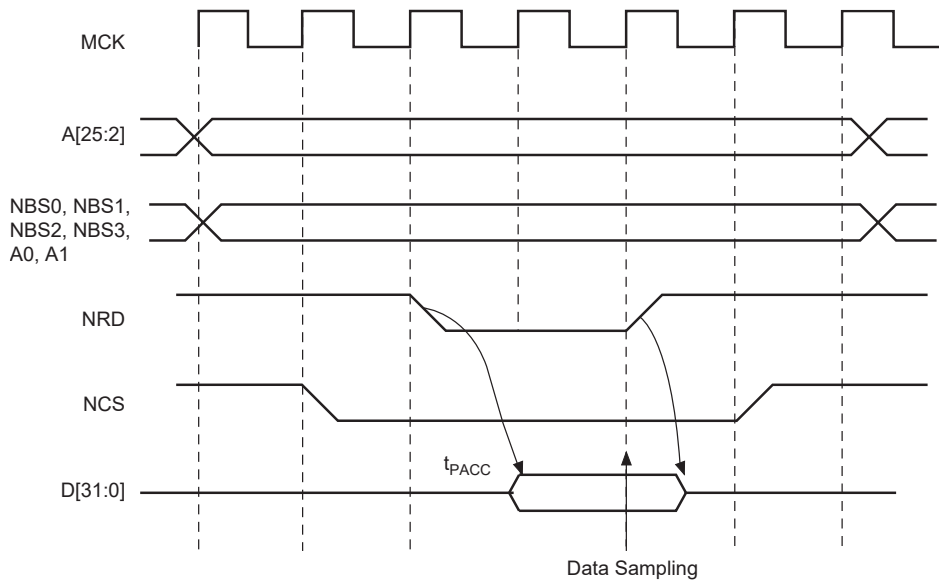 MCK
A[25:2]
NBS0, NBS1,
NBS2, NBS3,
A0, A1
NRD
NCS
tPACC
D[31:0]
Data Sampling